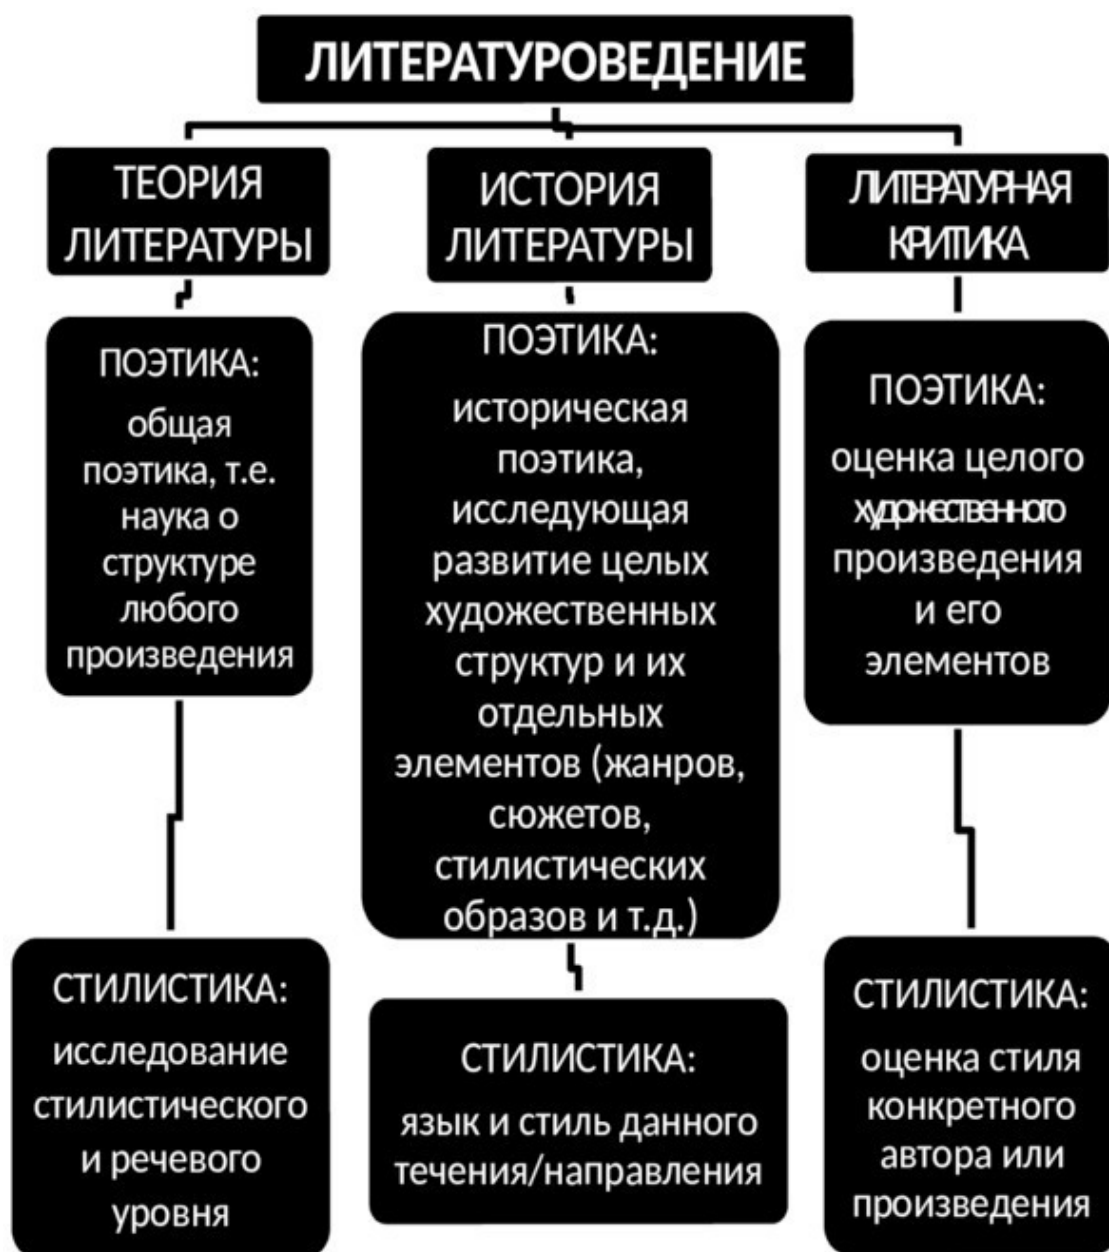 ЛИТЕРАТУРОВЕДЕНИЕ
ТЕОРИЯ
ЛИТЕРАТУРЫ
ПОЭТИКА:
общая
поэтика, т.е.
наука о
структуре
любого
произведения
СТИЛИСТИКА:
исследование
стилистического
и речевого
уровня
ИСТОРИЯ
ЛИТЕРАТУРЫ
ПОЭТИКА:
историческая
поэтика,
исследующая
развитие целых
художественных
структур и их
отдельных
элементов (жанров,
сюжетов,
стилистических
образов и т.д.)
СТИЛИСТИКА:
язык и стиль данного
течения/направления
ЛИТЕРАТУРНАЯ
КРИТИКА
ПОЭТИКА:
оценка целого
художественного
произведения
и его
элементов
СТИЛИСТИКА:
оценка стиля
конкретного
автора или
произведения